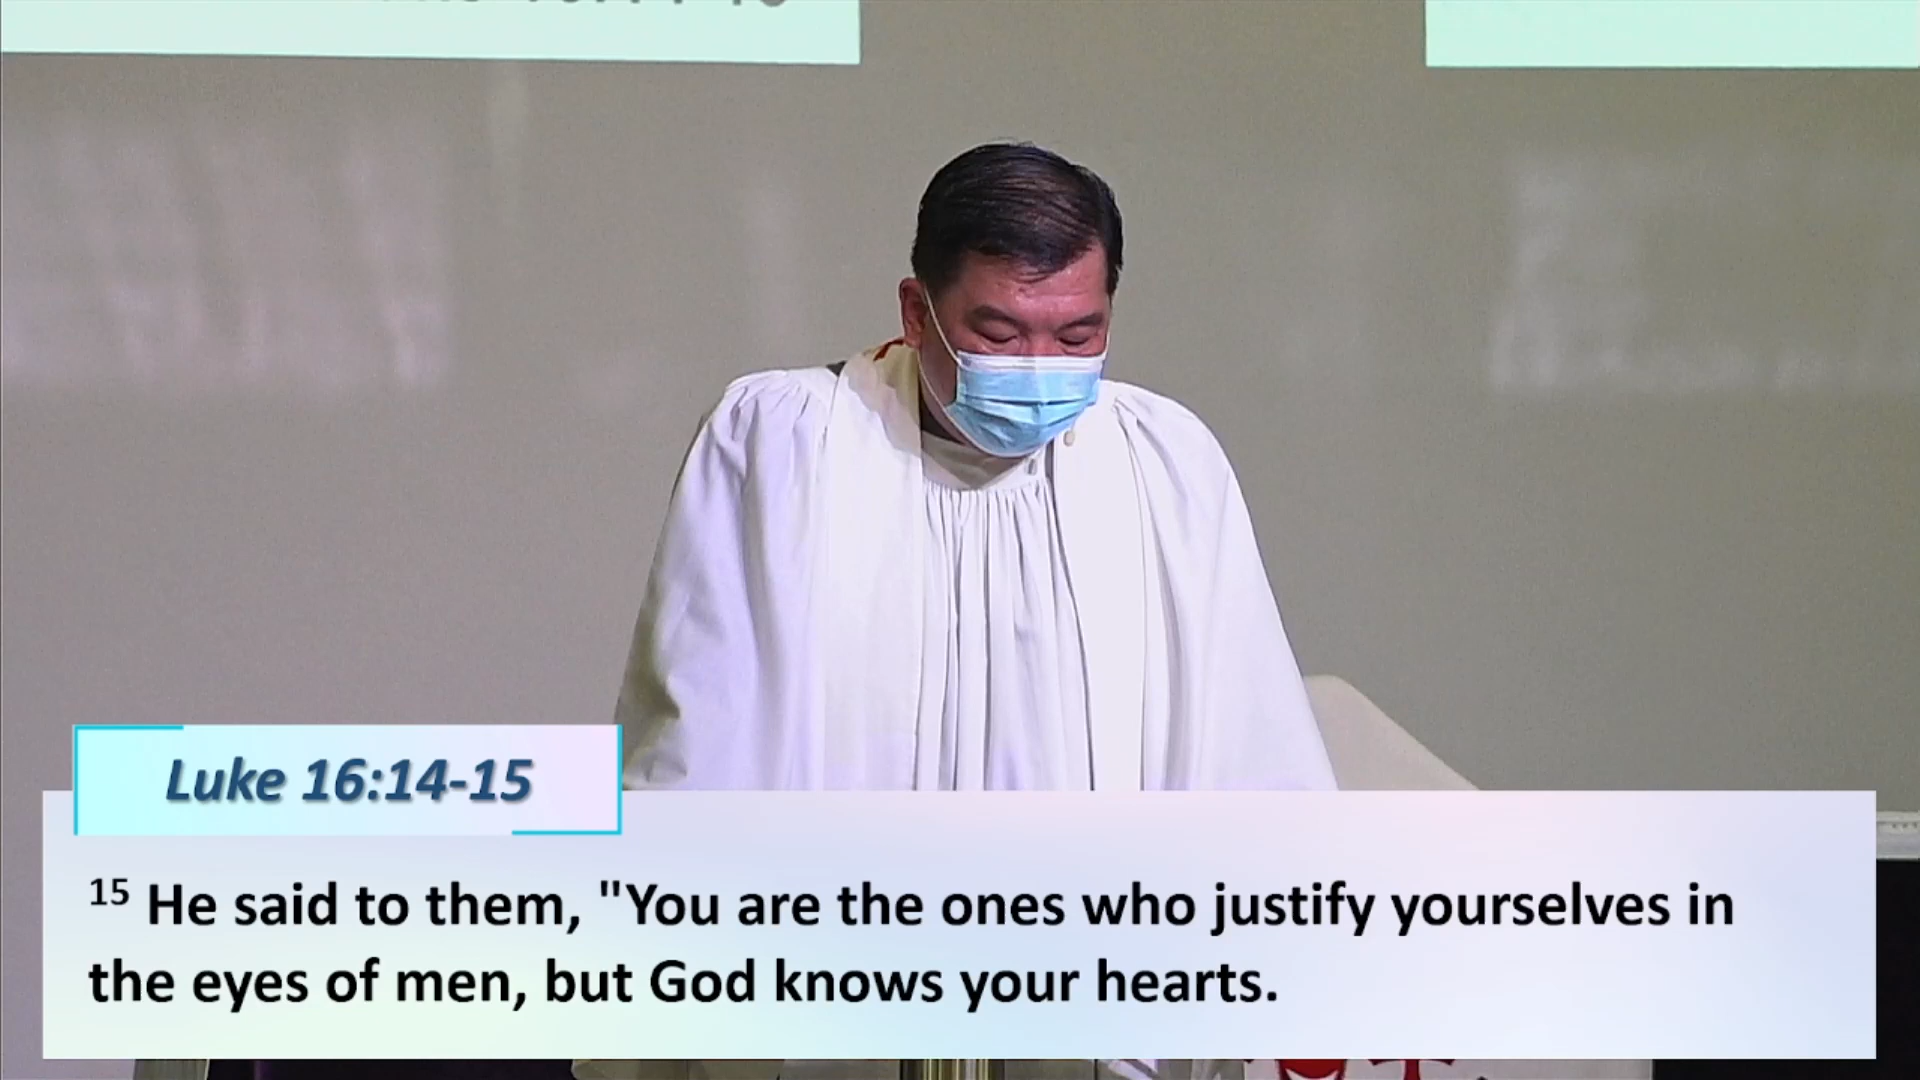 Luke 16:14-15
15 He said to them, "You are the ones who justify yourselves in
the eyes of men, but God knows your hearts.